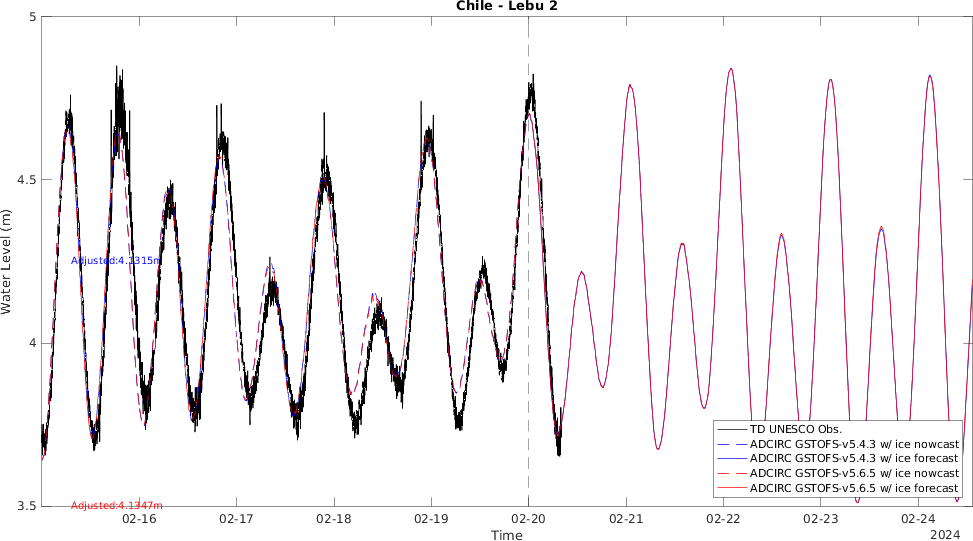 Chile - Lebu 2
5
4.5
4
3.5
Water Level (m)
Adjusted:4.1315m
Adjusted:4.1347m
TD UNESCO Obs.
ADCIRC GSTOFS-v5.4.3 w/ ice nowcast
ADCIRC GSTOFS-v5.4.3 w/ ice forecast
ADCIRC GSTOFS-v5.6.5 w/ ice nowcast
ADCIRC GSTOFS-v5.6.5 w/ ice forecast
02-16 02-17 02-18 02-19 02-20 02-21 02-22 02-23 02-24
Time
2024